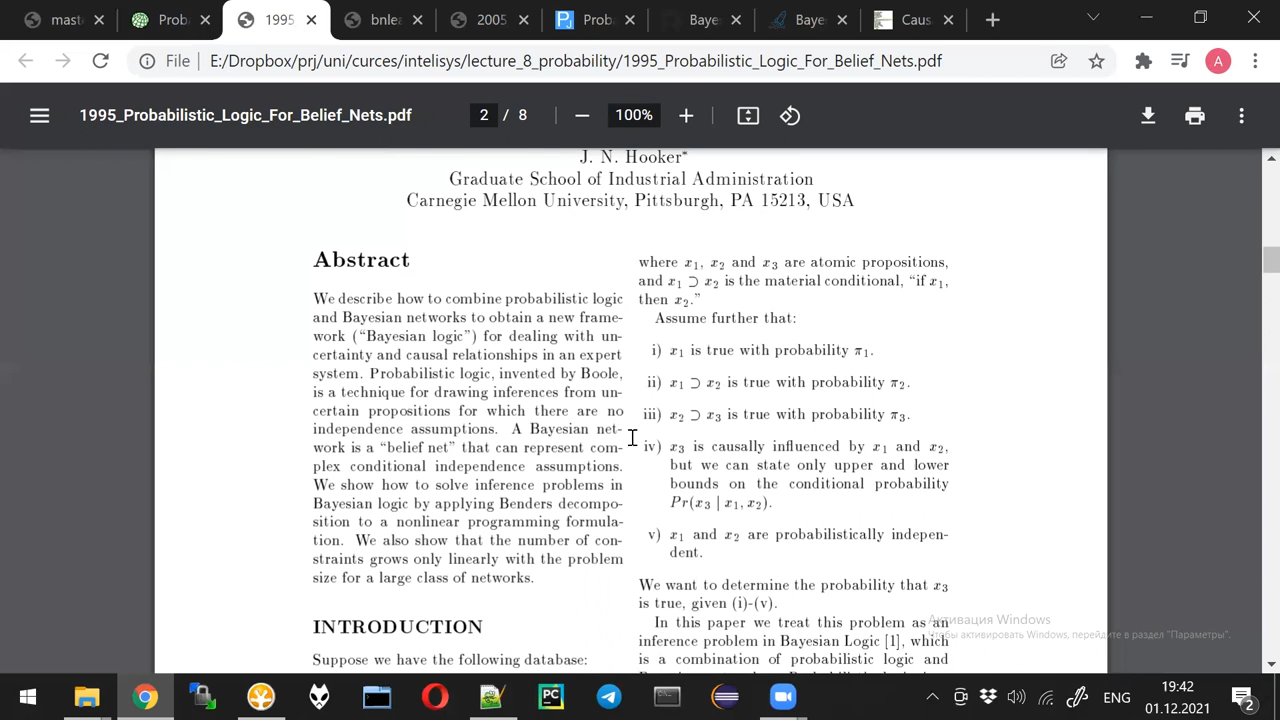 mast
Prob
1995
bnlea
2005
Prob
Baye
Baye
Caus
File
E:/Dropbox/prj/uni/curces/intelisys/lecture_8_probability/1995_Probabilistic_Logic_For_Belief_Nets.pdf
A
1995_Probabilistic_Logic_For_Belief_Nets.pdf
2 / 8
100%
J. N. Hooker*
Graduate School of Industrial Administration
Carnegie Mellon University, Pittsburgh, PA 15213, USA
Abstract
We describe how to combine probabilistic logic
and Bayesian networks to obtain a new frame-
work (“Bayesian logic”) for dealing with un-
certainty and causal relationships in an expert
system. Probabilistic logic, invented by Boole,
is a technique for drawing inferences from un-
certain propositions for which there are no
independence assumptions. A Bayesian net-
work is a “belief net” that can represent com-
plex conditional independence assumptions.
We show how to solve inference problems in
Bayesian logic by applying Benders decompo-
sition to a nonlinear programming formula-
tion. We also show that the number of con-
straints grows only linearly with the problem
size for a large class of networks.
INTRODUCTION
Suppose we have the following database:
where x₁, x₂ and x₃ are atomic propositions,
and x₁ ⊃ x₂ is the material conditional, “if x₁,
then x₂.”
Assume further that:
i) x₁ is true with probability π₁.
ii) x₁ ⊃ x₂ is true with probability π₂.
iii) x₂ ⊃ x₃ is true with probability π₃.
iv) x₃ is causally influenced by x₁ and x₂,
but we can state only upper and lower
bounds on the conditional probability
Pr(x₃ | x₁, x₂).
v) x₁ and x₂ are probabilistically indepen-
dent.
We want to determine the probability that x₃
is true, given (i)-(v).
In this paper we treat this problem as an
inference problem in Bayesian Logic [1], which
is a combination of probabilistic logic and
Активация Windows
Чтобы активировать Windows, перейдите в раздел "Параметры".
PC
ENG
19:42
01.12.2021
2